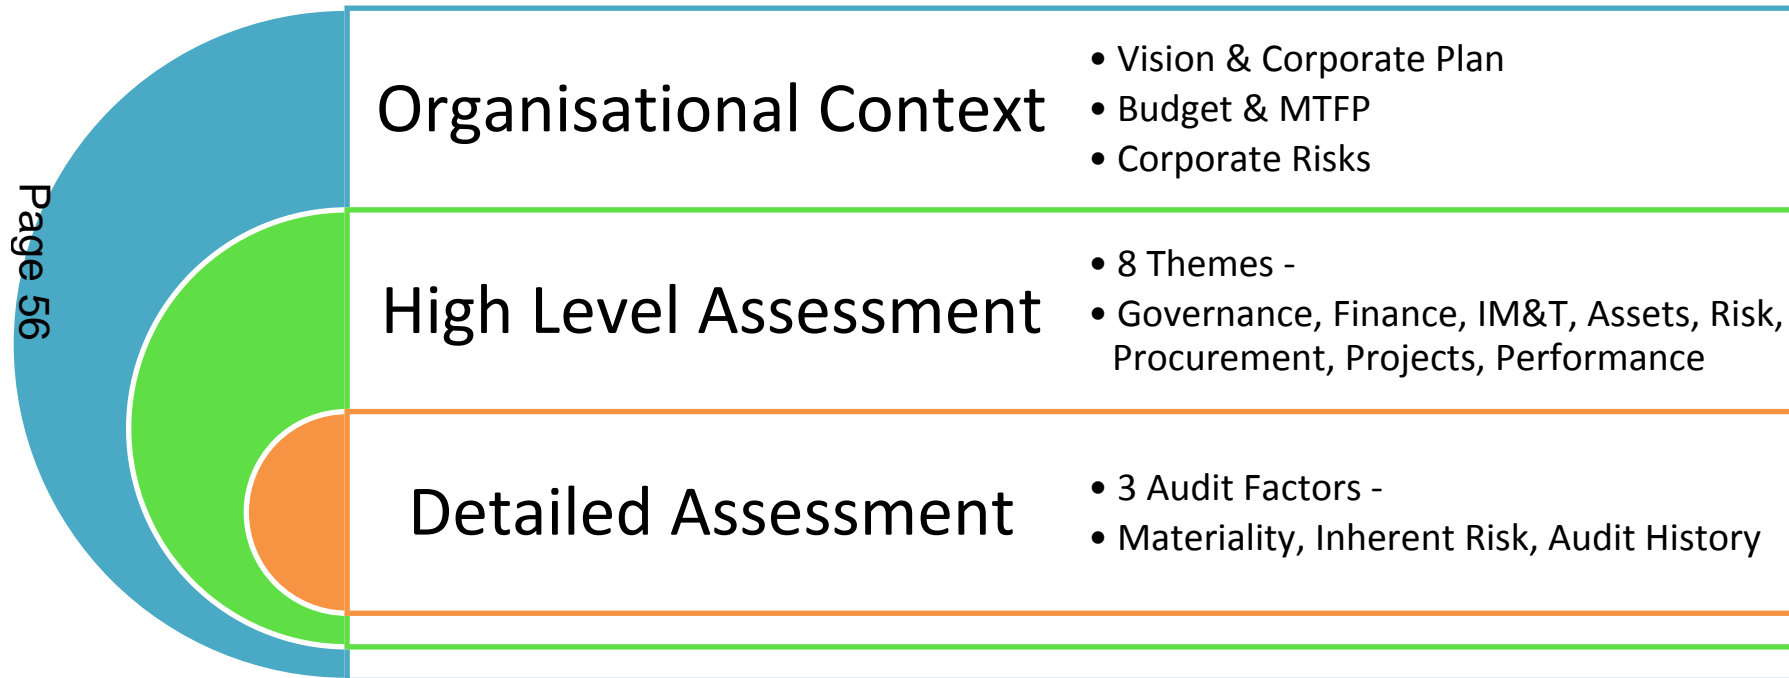 Page 56
Organisational Context
• Vision & Corporate Plan
• Budget & MTFP
• Corporate Risks
High Level Assessment
• 8 Themes -
• Governance, Finance, IM&T, Assets, Risk,
Procurement, Projects, Performance
Detailed Assessment
• 3 Audit Factors -
• Materiality, Inherent Risk, Audit History